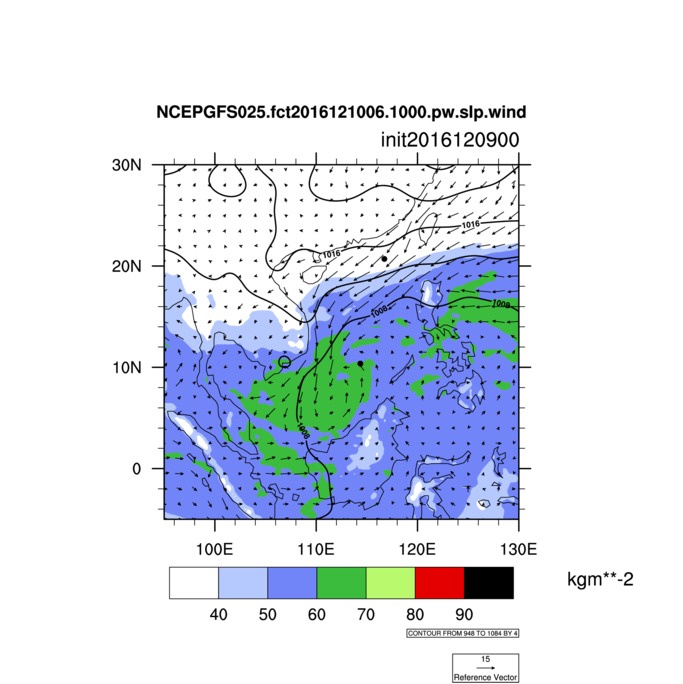 NCEPGFS025.fct2016121006.1000.pw.slp.wind
init2016120900
30N
20N
10N
0
1016
1016
1008
1008
1008
100E 110E 120E 130E
kgm**-2
40 50 60 70 80 90
CONTOUR FROM 948 TO 1084 BY 4
15
Reference Vector